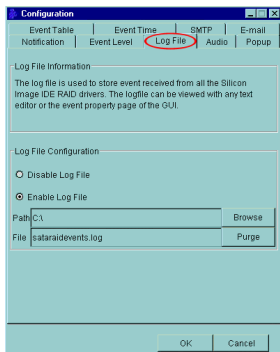 Configuration
Event Table Event Time SMTP E-mail
Notification Event Level Log File Audio Popup
Log File Information
The log file is used to store event received from all the Silicon
Image IDE RAID drivers. The logfile can be viewed with any text
editor or the event property page of the GUI.
Log File Configuration
Disable Log File
Enable Log File
Path C:\ Browse
File sataraidevents.log Purge
OK Cancel